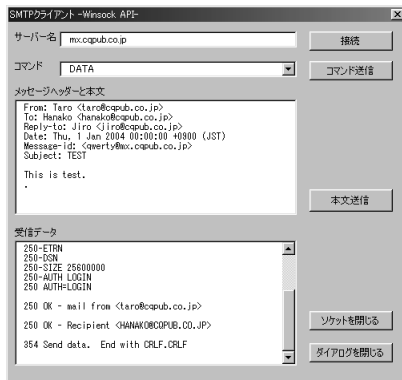 SMTPクライアント -Winsock API-
サーバー名 mx.cqpub.co.jp
接続
コマンド DATA
コマンド送信
メッセージヘッダーと本文
From: Taro <taro@cqpub.co.jp>
To: Hanako <hanako@cqpub.co.jp>
Reply-to: Jiro <jiro@cqpub.co.jp>
Date: Thu, 1 Jan 2004 00:00:00 +0900 (JST)
Message-id: <qwerty@mx.cqpub.co.jp>
Subject: TEST
This is test.
.
本文送信
受信データ
250-ETRN
250-DSN
250-SIZE 25600000
250-AUTH LOGIN
250 AUTH=LOGIN
250 OK - mail from <taro@cqpub.co.jp>
250 OK - Recipient <HANAKO@CQPUB.CO.JP>
354 Send data.  End with CRLF.CRLF
ソケットを閉じる
ダイアログを閉じる